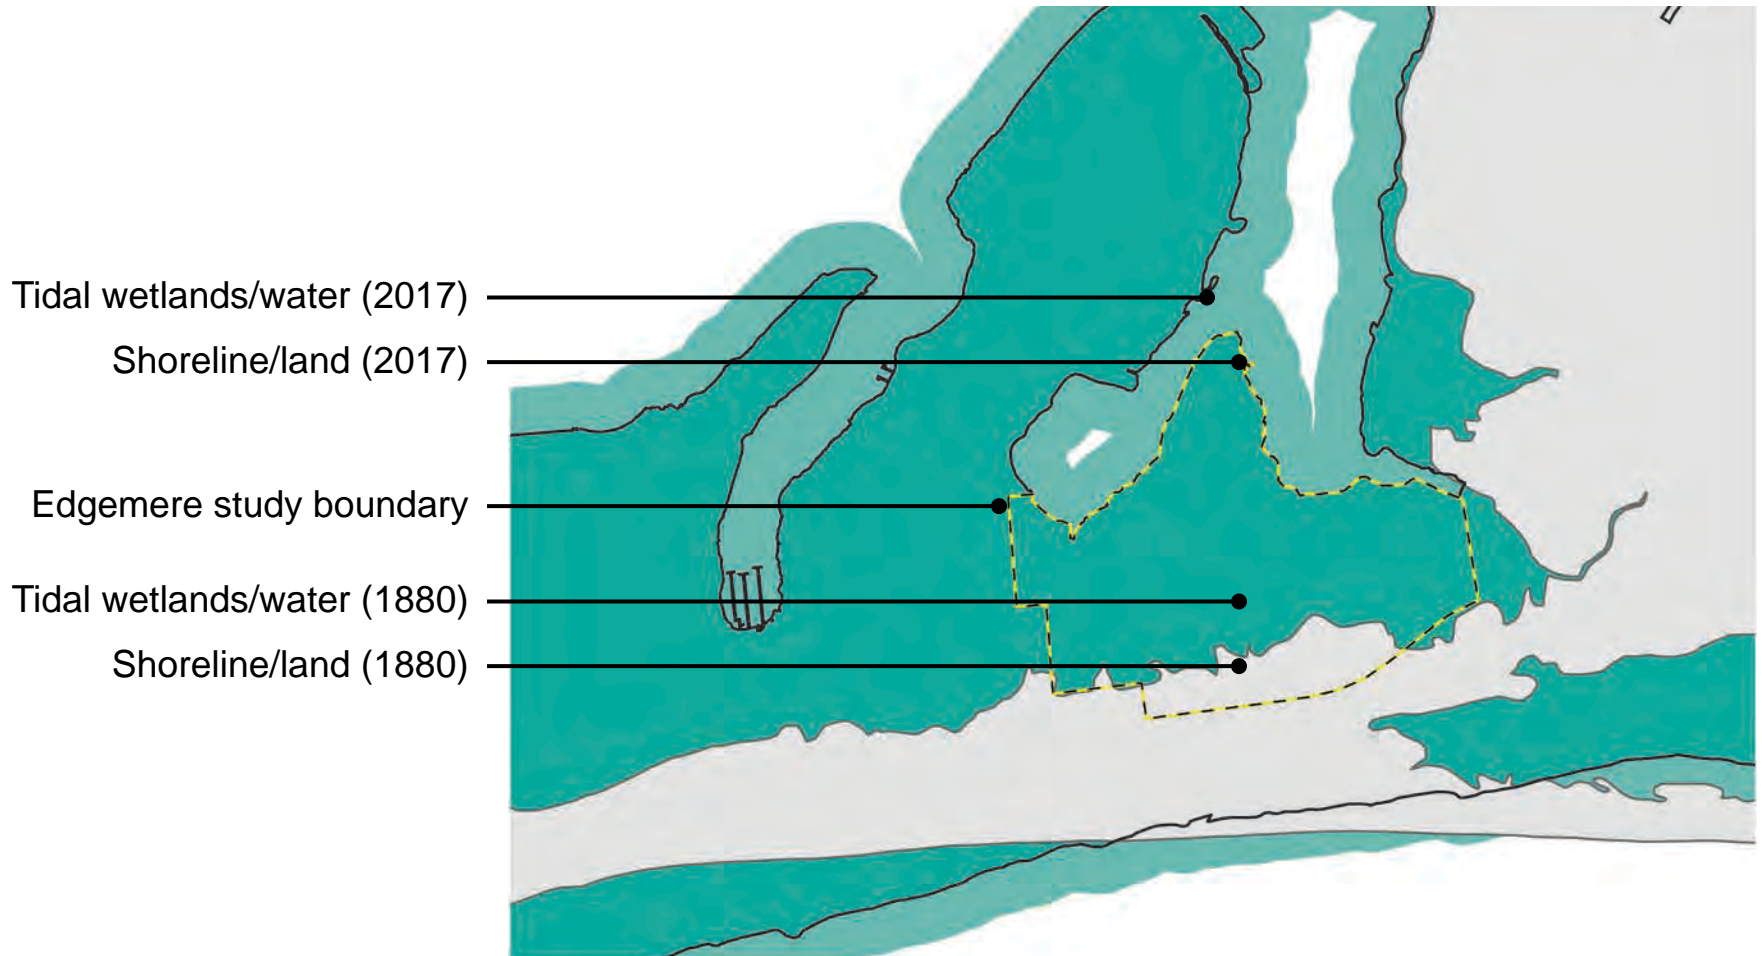 Tidal wetlands/water (2017)
Shoreline/land (2017)
Edgemere study boundary
Tidal wetlands/water (1880)
Shoreline/land (1880)